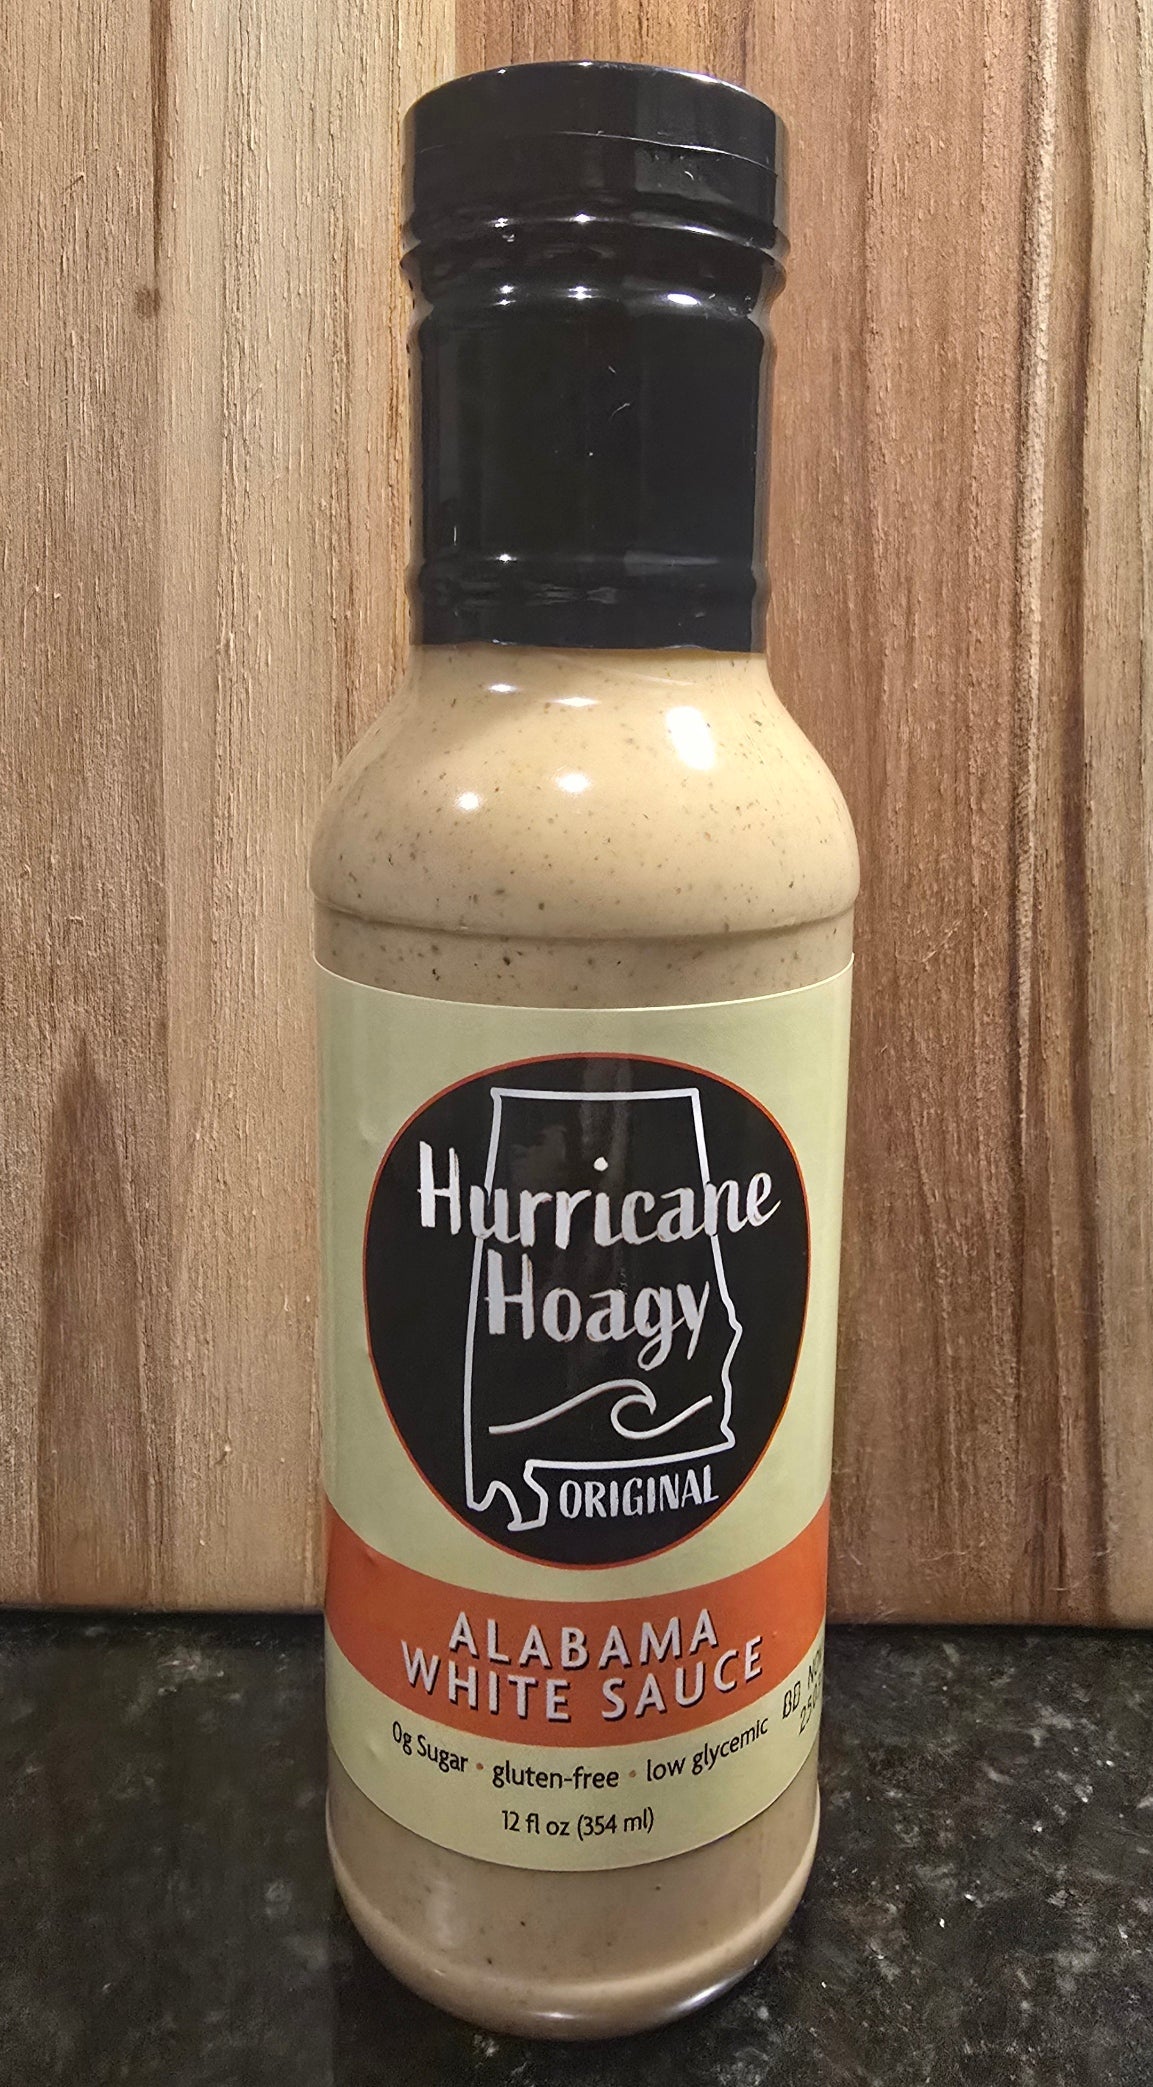 Hurricane
Hoagy
ORIGINAL
ALABAMA
WHITE SAUCE
0g Sugar • gluten-free • low glycemic
12 fl oz (354 ml)